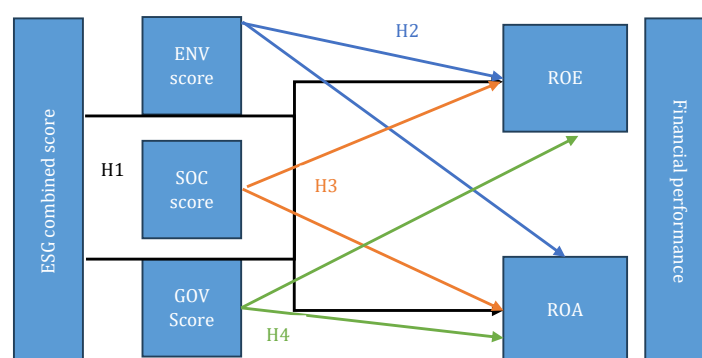 ESG combined score
ENV
score
SOC
score
GOV
Score
H1
H2
H3
H4
ROE
ROA
Financial performance